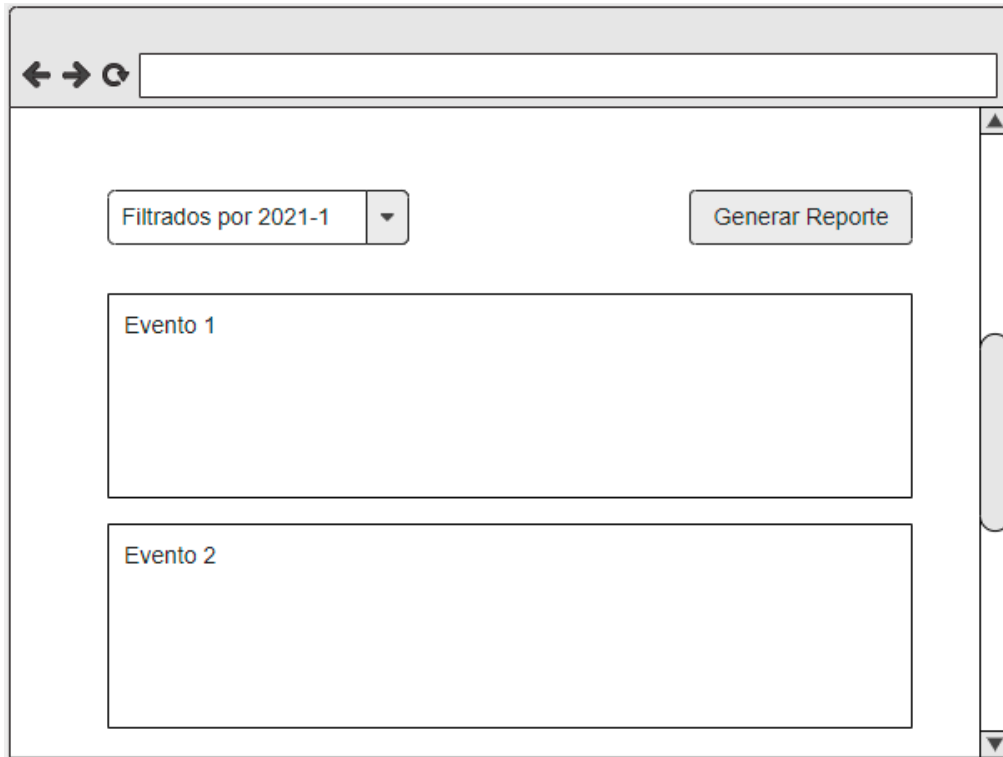 Filtrados por 2021-1
Generar Reporte
Evento 1
Evento 2